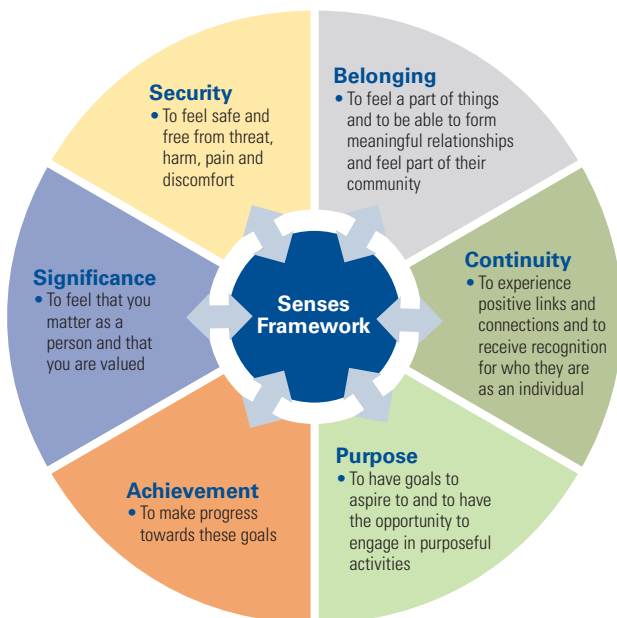 Security
• To feel safe and
free from threat,
harm, pain and
discomfort
Belonging
• To feel a part of things
and to be able to form
meaningful relationships
and feel part of their
community
Continuity
• To experience
positive links and
connections and to
receive recognition
for who they are
as an individual
Purpose
• To have goals to
aspire to and to have
the opportunity to
engage in purposeful
activities
Achievement
• To make progress
towards these goals
Significance
• To feel that you
matter as a
person and that
you are valued
Senses
Framework